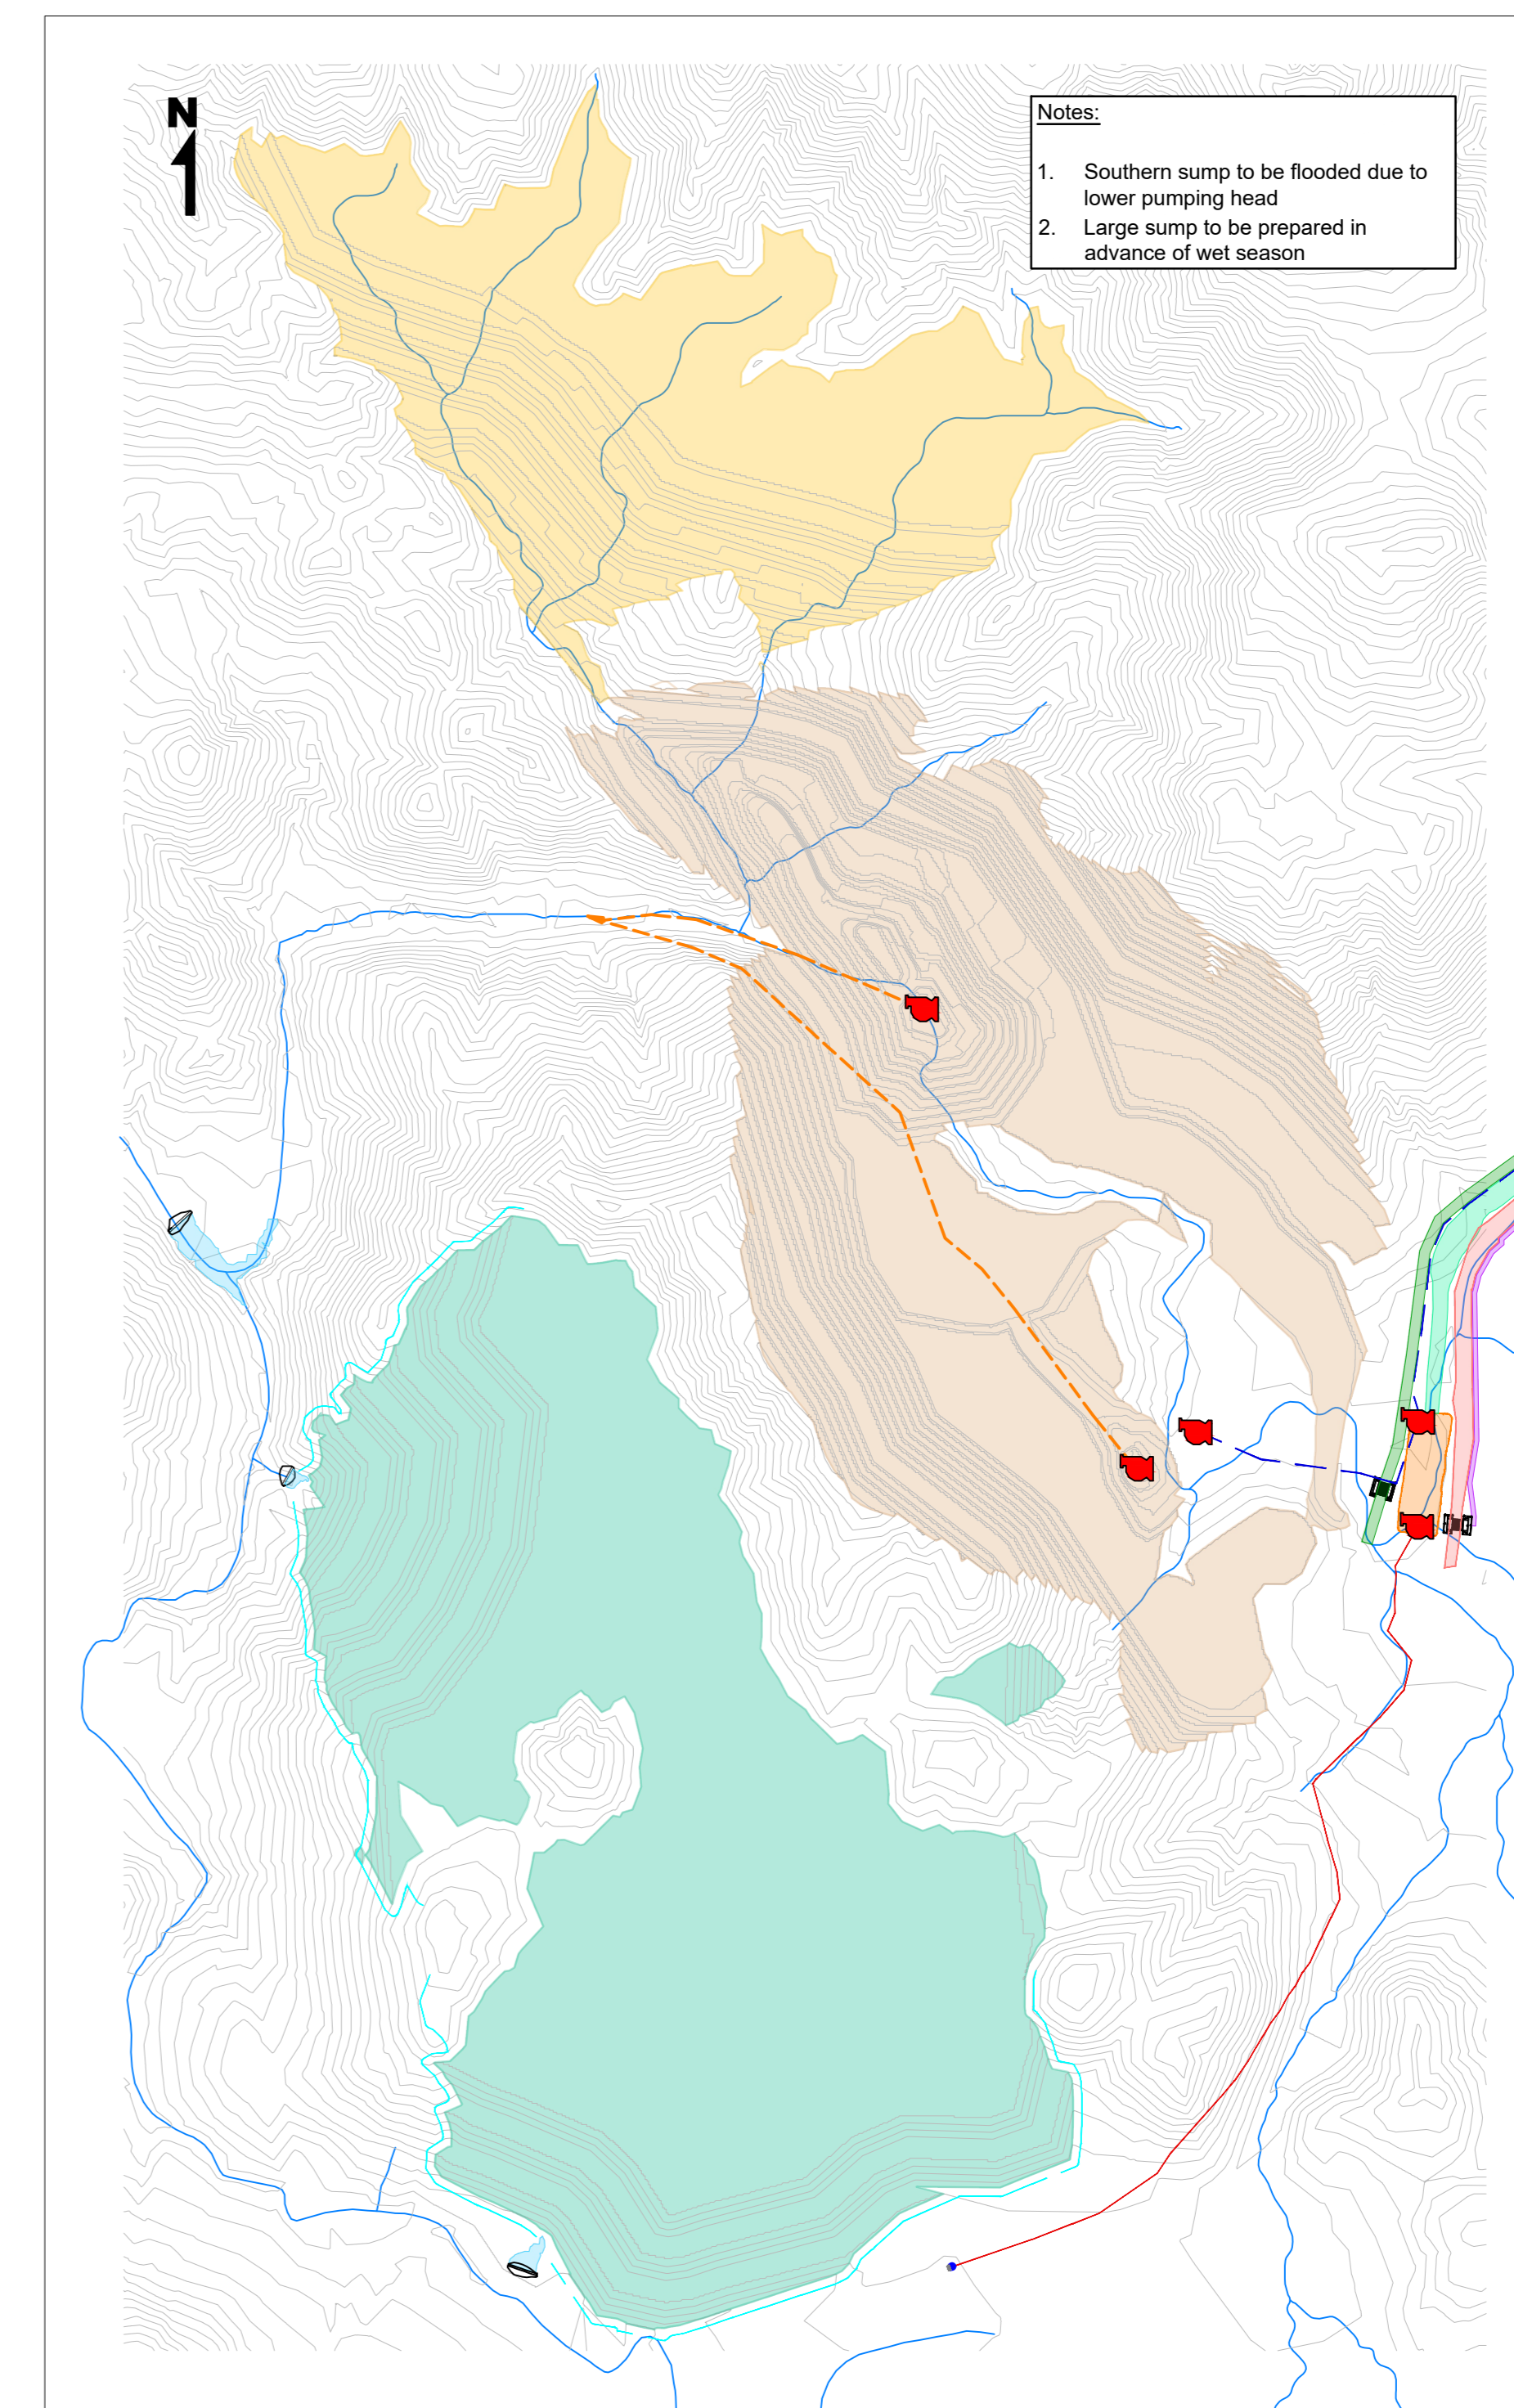 N
Notes:
1. Southern sump to be flooded due to
lower pumping head
2. Large sump to be prepared in
advance of wet season